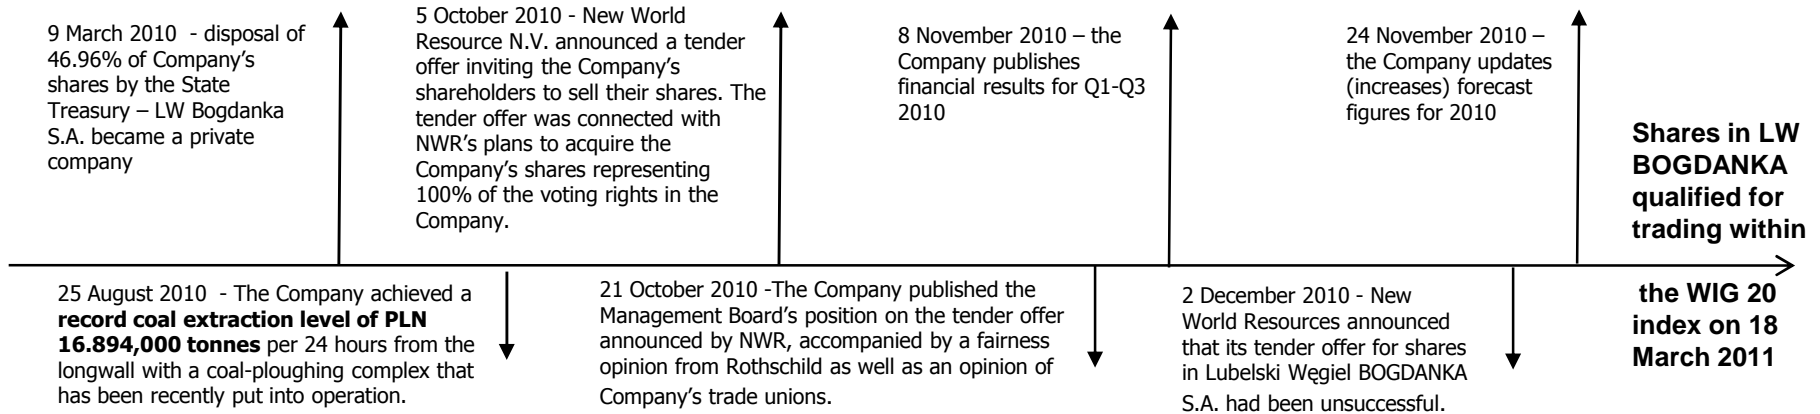 9 March 2010  - disposal of
46.96% of Company's
shares by the State
Treasury – LW Bogdanka
S.A. became a private
company
5 October 2010 - New World
Resource N.V. announced a tender
offer inviting the Company's
shareholders to sell their shares. The
tender offer was connected with
NWR's plans to acquire the
Company's shares representing
100% of the voting rights in the
Company.
8 November 2010 – the
Company publishes
financial results for Q1-Q3
2010
24 November 2010 –
the Company updates
(increases) forecast
figures for 2010
Shares in LW
BOGDANKA
qualified for
trading within
the WIG 20
index on 18
March 2011
25 August 2010  - The Company achieved a
record coal extraction level of PLN
16.894,000 tonnes per 24 hours from the
longwall with a coal-ploughing complex that
has been recently put into operation.
21 October 2010 -The Company published the
Management Board's position on the tender offer
announced by NWR, accompanied by a fairness
opinion from Rothschild as well as an opinion of
Company's trade unions.
2 December 2010 - New
World Resources announced
that its tender offer for shares
in Lubelski Węgiel BOGDANKA
S.A. had been unsuccessful.